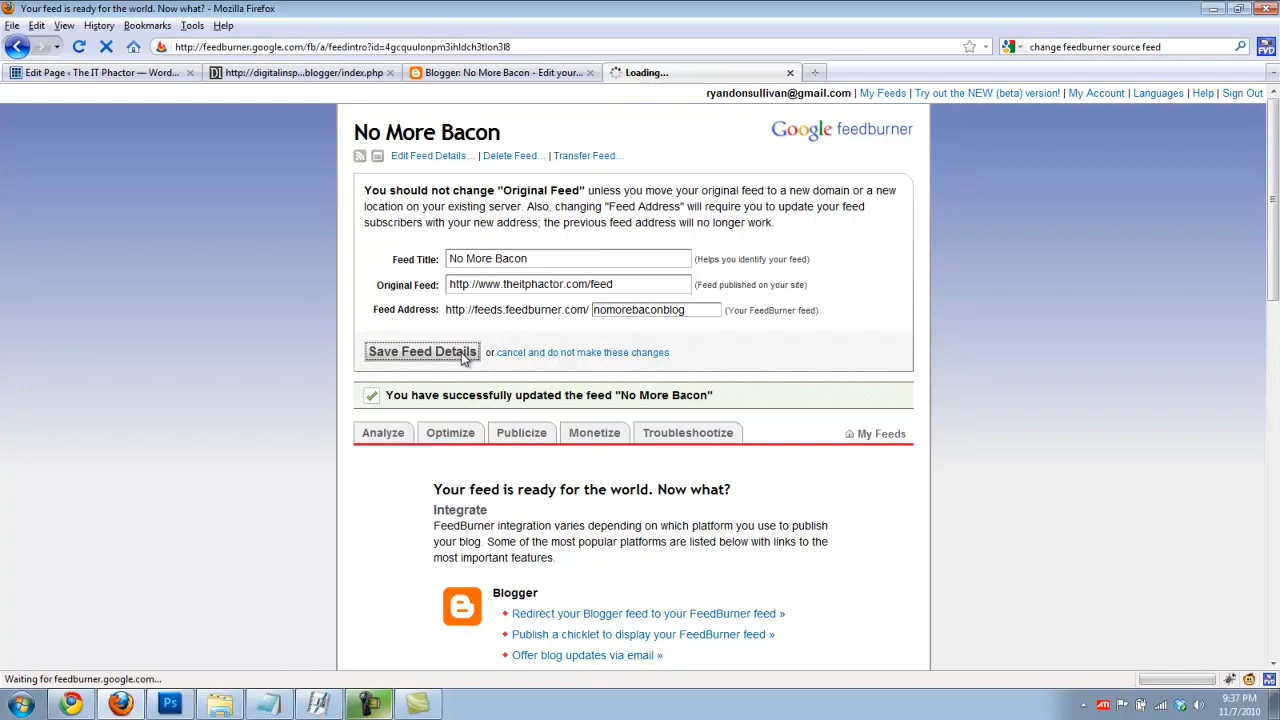 Your feed is ready for the world. Now what? - Mozilla Firefox
File Edit View History Bookmarks Tools Help
http://feedburner.google.com/fb/a/feedintro?id=4gcquulonpm3ihldch3tlon3l8
change feedburner source feed
FVD
Edit Page ‹ The IT Phactor — Word...
http://digitalinsp...blogger/index.php
Blogger: No More Bacon - Edit your...
Loading...
ryandonsullivan@gmail.com | My Feeds | Try out the NEW (beta) version! | My Account | Languages | Help | Sign Out
No More Bacon
Google feedburner
Edit Feed Details... | Delete Feed... | Transfer Feed...
You should not change "Original Feed" unless you move your original feed to a new domain or a new
location on your existing server. Also, changing "Feed Address" will require you to update your feed
subscribers with your new address; the previous feed address will no longer work.
Feed Title: No More Bacon (Helps you identify your feed)
Original Feed: http://www.theitphactor.com/feed (Feed published on your site)
Feed Address: http://feeds.feedburner.com/ nomorebaconblog (Your FeedBurner feed)
Save Feed Details or cancel and do not make these changes
You have successfully updated the feed "No More Bacon"
Analyze Optimize Publicize Monetize Troubleshootize My Feeds
Your feed is ready for the world. Now what?
Integrate
FeedBurner integration varies depending on which platform you use to publish
your blog. Some of the most popular platforms are listed below with links to the
most important features.
Blogger
Redirect your Blogger feed to your FeedBurner feed »
Publish a chicklet to display your FeedBurner feed »
Offer blog updates via email »
Waiting for feedburner.google.com...
FVD
Ps
ATI
9:37 PM
11/7/2010